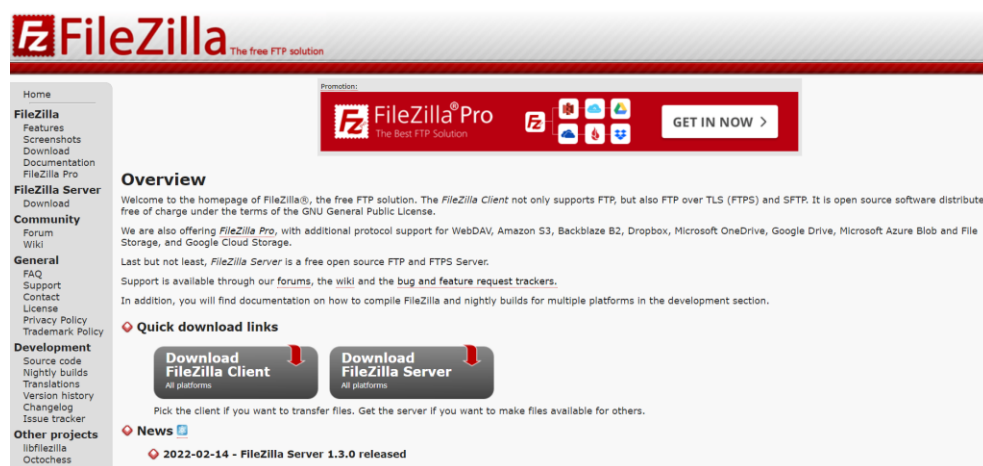 FileZilla The free FTP solution
Home
FileZilla
Features
Screenshots
Download
Documentation
FileZilla Pro
FileZilla Server
Download
Community
Forum
Wiki
General
FAQ
Support
Contact
License
Privacy Policy
Trademark Policy
Development
Source code
Nightly builds
Translations
Version history
Changelog
Issue tracker
Other projects
libfilezilla
Octochess
Promotion:
FileZilla®Pro
The Best FTP Solution
GET IN NOW >
Overview
Welcome to the homepage of FileZilla®, the free FTP solution. The FileZilla Client not only supports FTP, but also FTP over TLS (FTPS) and SFTP. It is open source software distribute
free of charge under the terms of the GNU General Public License.
We are also offering FileZilla Pro, with additional protocol support for WebDAV, Amazon S3, Backblaze B2, Dropbox, Microsoft OneDrive, Google Drive, Microsoft Azure Blob and File
Storage, and Google Cloud Storage.
Last but not least, FileZilla Server is a free open source FTP and FTPS Server.
Support is available through our forums, the wiki and the bug and feature request trackers.
In addition, you will find documentation on how to compile FileZilla and nightly builds for multiple platforms in the development section.
Quick download links
Download
FileZilla Client
All platforms
Download
FileZilla Server
All platforms
Pick the client if you want to transfer files. Get the server if you want to make files available for others.
News
2022-02-14 - FileZilla Server 1.3.0 released